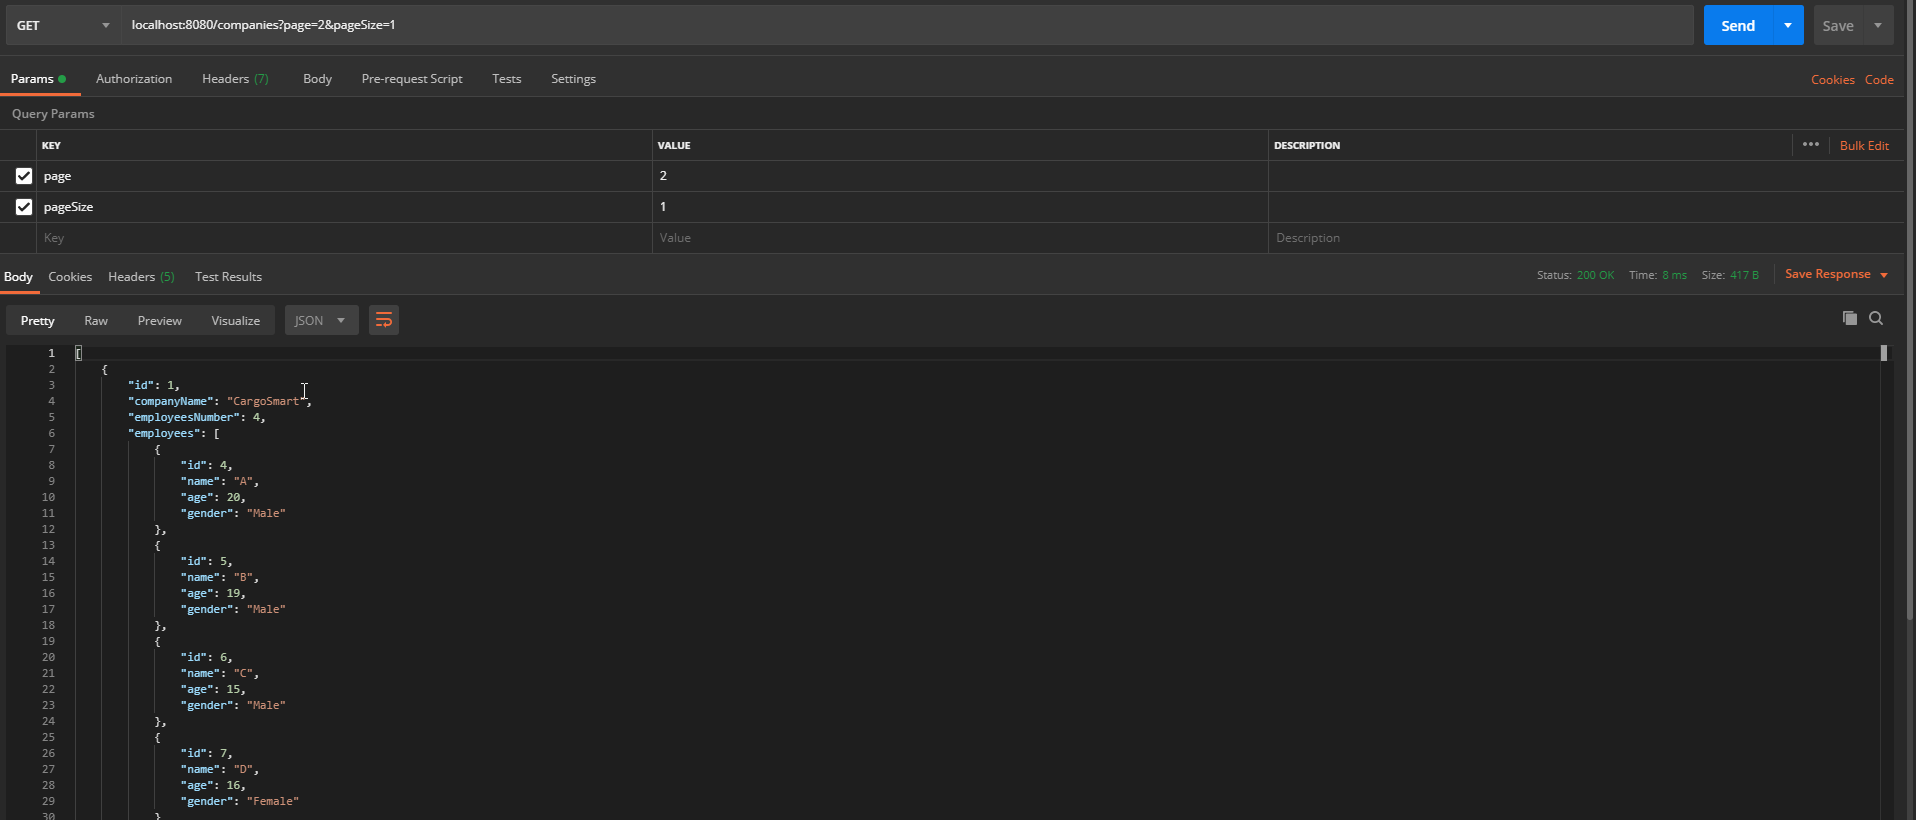 GET localhost:8080/companies?page=2&pageSize=1 Send Save
Params Authorization Headers (7) Body Pre-request Script Tests Settings Cookies Code
Query Params
KEY VALUE DESCRIPTION ••• Bulk Edit
page 2
pageSize 1
Key Value Description
Body Cookies Headers (5) Test Results Status: 200 OK Time: 8 ms Size: 417 B Save Response
Pretty Raw Preview Visualize JSON
1 [
2 {
3 "id": 1,
4 "companyName": "CargoSmart",
5 "employeesNumber": 4,
6 "employees": [
7 {
8 "id": 4,
9 "name": "A",
10 "age": 20,
11 "gender": "Male"
12 },
13 {
14 "id": 5,
15 "name": "B",
16 "age": 19,
17 "gender": "Male"
18 },
19 {
20 "id": 6,
21 "name": "C",
22 "age": 15,
23 "gender": "Male"
24 },
25 {
26 "id": 7,
27 "name": "D",
28 "age": 16,
29 "gender": "Female"
30 }